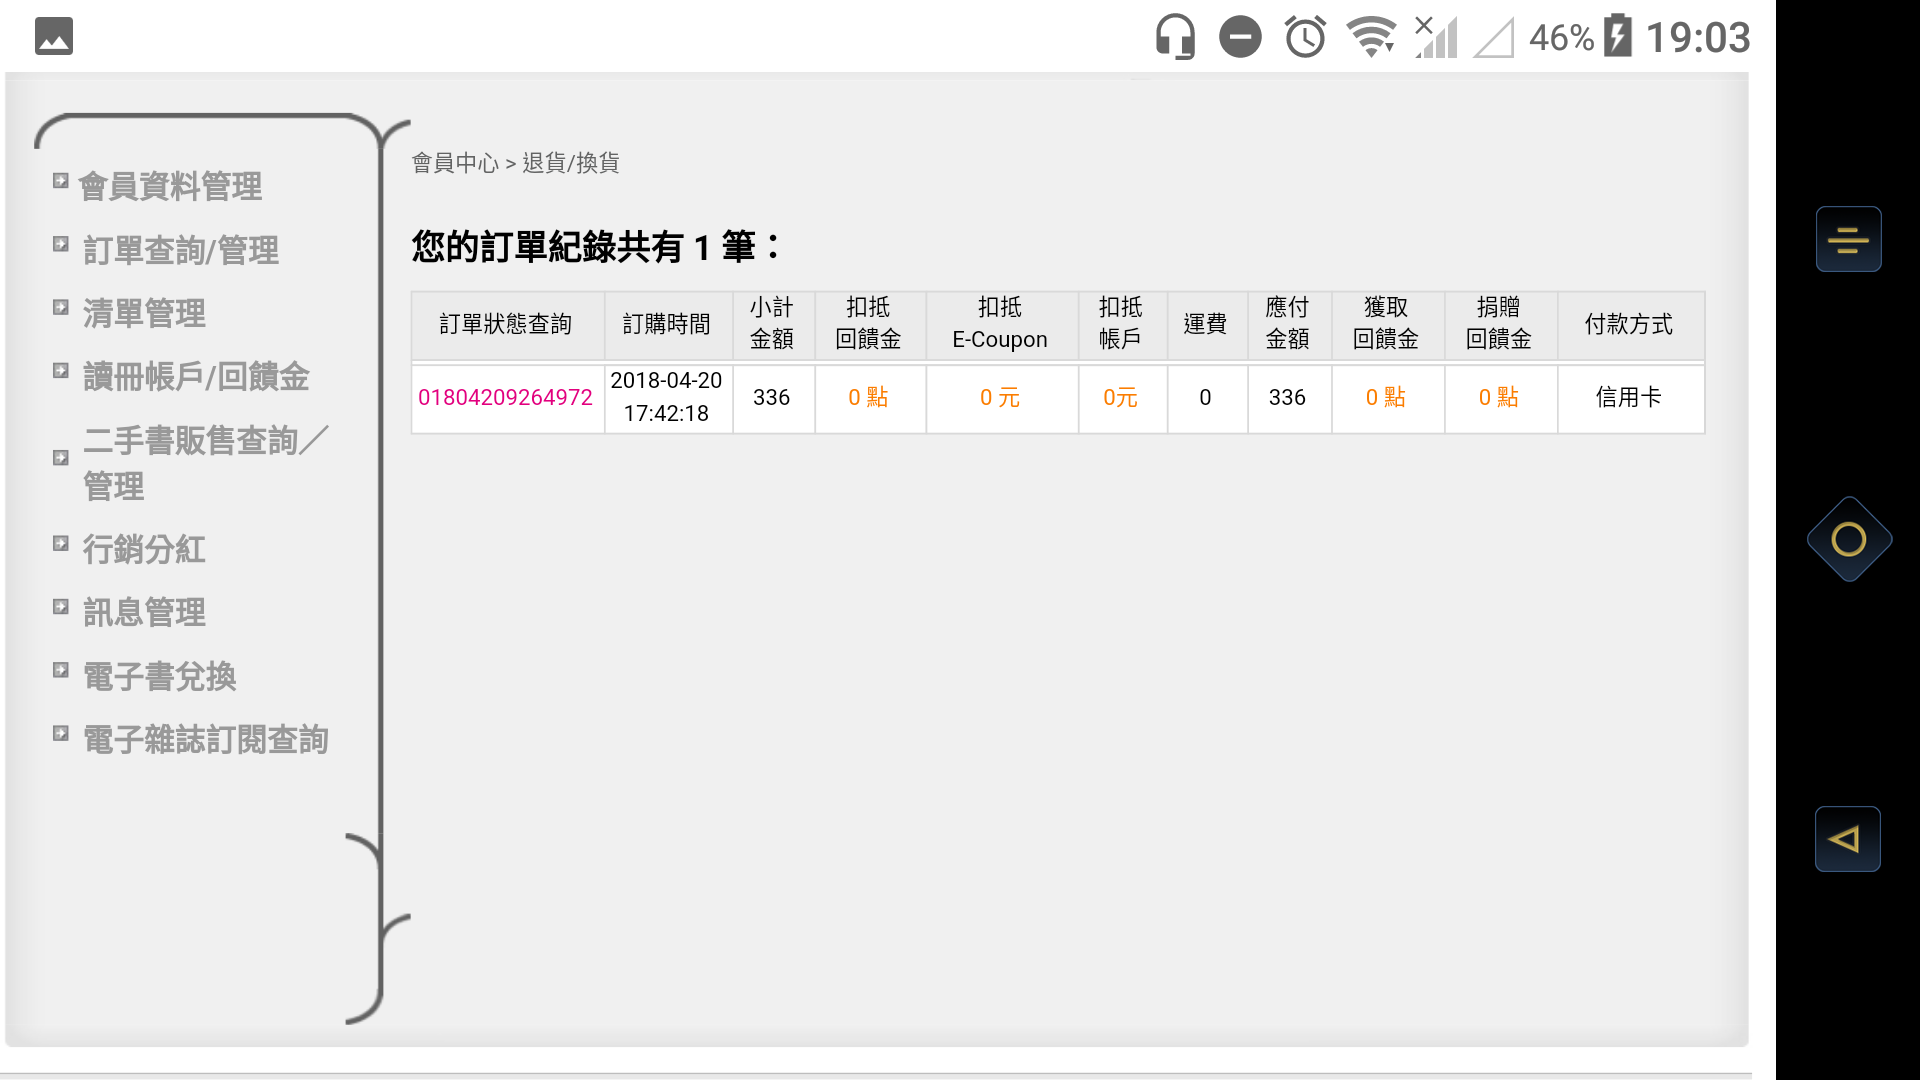 46% 19:03
會員資料管理
訂單查詢/管理
清單管理
讀冊帳戶/回饋金
二手書販售查詢／
管理
行銷分紅
訊息管理
電子書兌換
電子雜誌訂閱查詢
會員中心 > 退貨/換貨
您的訂單紀錄共有 1 筆：
訂單狀態查詢 訂購時間 小計金額 扣抵回饋金 扣抵E-Coupon 扣抵帳戶 運費 應付金額 獲取回饋金 捐贈回饋金 付款方式
01804209264972 2018-04-20 17:42:18 336 0 點 0 元 0元 0 336 0 點 0 點 信用卡